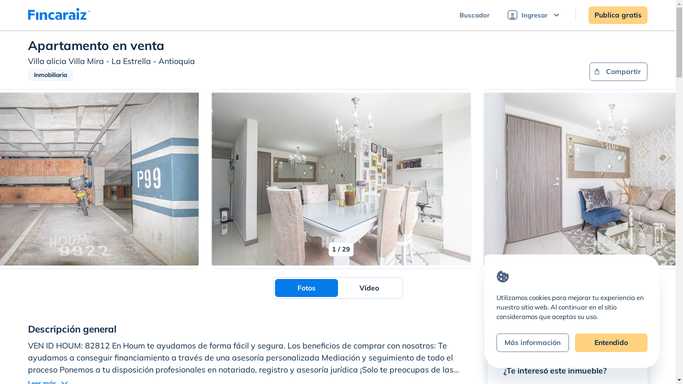 Fincaraiz
Buscador
Ingresar
Publica gratis
Apartamento en venta
Villa alicia Villa Mira - La Estrella - Antioquia
Inmobiliaria
Compartir
P99
HOUM
9922
1 / 29
Fotos
Video
Utilizamos cookies para mejorar tu experiencia en
nuestro sitio web. Al continuar en el sitio
consideramos que aceptas su uso.
Más información
Entendido
Descripción general
VEN ID HOUM: 82812 En Houm te ayudamos de forma fácil y segura. Los beneficios de comprar con nosotros: Te
ayudamos a conseguir financiamiento a través de una asesoría personalizada Mediación y seguimiento de todo el
proceso Ponemos a tu disposición profesionales en notariado, registro y asesoría jurídica ¡Solo te preocupas de las...
Leer más
¿Te interesó este inmueble?